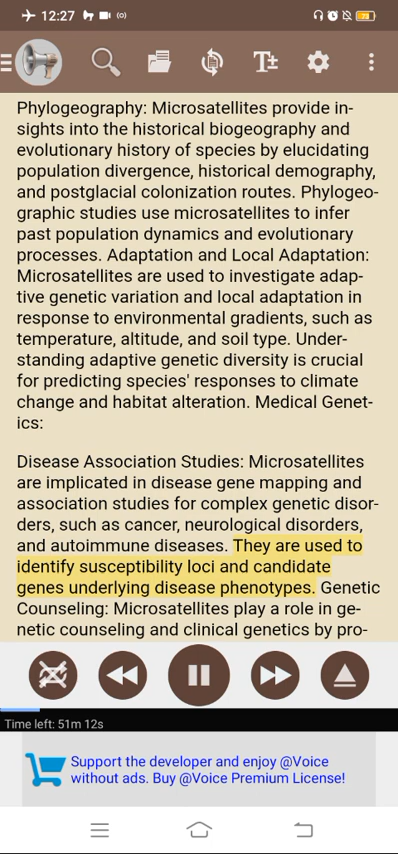 12:27
T±
Phylogeography: Microsatellites provide in-
sights into the historical biogeography and
evolutionary history of species by elucidating
population divergence, historical demography,
and postglacial colonization routes. Phylogeo-
graphic studies use microsatellites to infer
past population dynamics and evolutionary
processes. Adaptation and Local Adaptation:
Microsatellites are used to investigate adap-
tive genetic variation and local adaptation in
response to environmental gradients, such as
temperature, altitude, and soil type. Under-
standing adaptive genetic diversity is crucial
for predicting species' responses to climate
change and habitat alteration. Medical Genet-
ics:
Disease Association Studies: Microsatellites
are implicated in disease gene mapping and
association studies for complex genetic disor-
ders, such as cancer, neurological disorders,
and autoimmune diseases. They are used to
identify susceptibility loci and candidate
genes underlying disease phenotypes. Genetic
Counseling: Microsatellites play a role in ge-
netic counseling and clinical genetics by pro-
Time left: 51m 12s
Support the developer and enjoy @Voice
without ads. Buy @Voice Premium License!